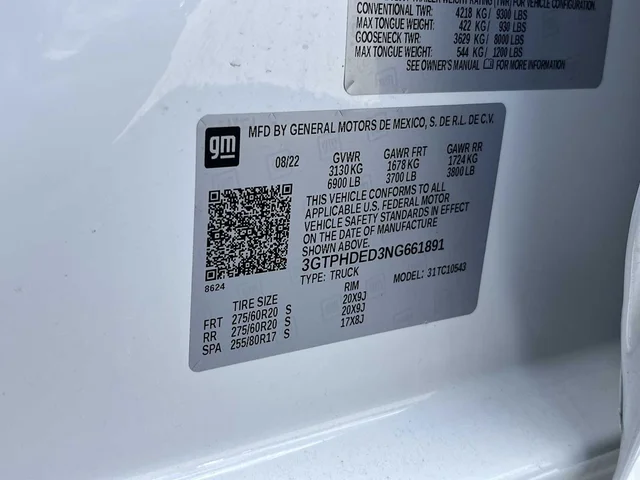 CONVENTIONAL TWR: 4218 KG / 9300 LBS
MAX TONGUE WEIGHT: 422 KG / 930 LBS
GOOSENECK TWR: 3629 KG / 8000 LBS
MAX TONGUE WEIGHT: 544 KG / 1200 LBS
SEE OWNER'S MANUAL FOR MORE INFORMATION
gm
MFD BY GENERAL MOTORS DE MEXICO, S. DE R.L. DE C.V.
08/22 GVWR GAWR FRT GAWR RR
3130 KG 1678 KG 1724 KG
6900 LB 3700 LB 3800 LB
THIS VEHICLE CONFORMS TO ALL
APPLICABLE U.S. FEDERAL MOTOR
VEHICLE SAFETY STANDARDS IN EFFECT
ON THE DATE OF MANUFACTURE
SHOWN ABOVE.
3GTPHDED3NG661891
TYPE: TRUCK MODEL: 31TC10543
8624
TIRE SIZE RIM
FRT 275/60R20 S 20X9J
RR 275/60R20 S 20X9J
SPA 255/80R17 S 17X8J